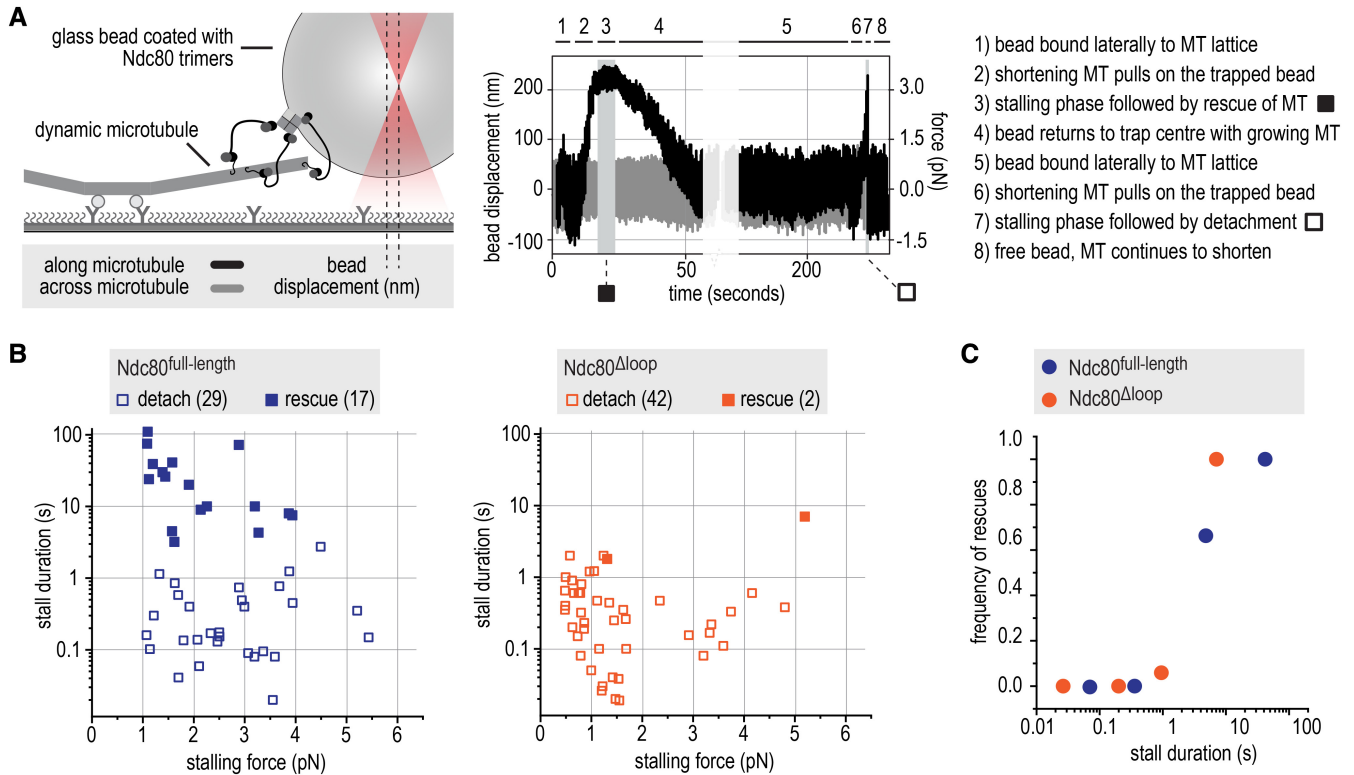 A
glass bead coated with
Ndc80 trimers
dynamic microtubule
along microtubule
across microtubule
bead
displacement (nm)
1 2 3 4 5 6 7 8
bead displacement (nm)
200
100
0
-100
force (pN)
3.0
1.5
0.0
-1.5
0 50 200
time (seconds)
1) bead bound laterally to MT lattice
2) shortening MT pulls on the trapped bead
3) stalling phase followed by rescue of MT
4) bead returns to trap centre with growing MT
5) bead bound laterally to MT lattice
6) shortening MT pulls on the trapped bead
7) stalling phase followed by detachment
8) free bead, MT continues to shorten
B
Ndc80full-length
detach (29) rescue (17)
stall duration (s)
100
10
1
0.1
0 1 2 3 4 5 6
stalling force (pN)
Ndc80Δloop
detach (42) rescue (2)
stall duration (s)
100
10
1
0.1
0 1 2 3 4 5 6
stalling force (pN)
C
Ndc80full-length
Ndc80Δloop
frequency of rescues
1.0
0.8
0.6
0.4
0.2
0.0
0.01 0.1 1 10 100
stall duration (s)